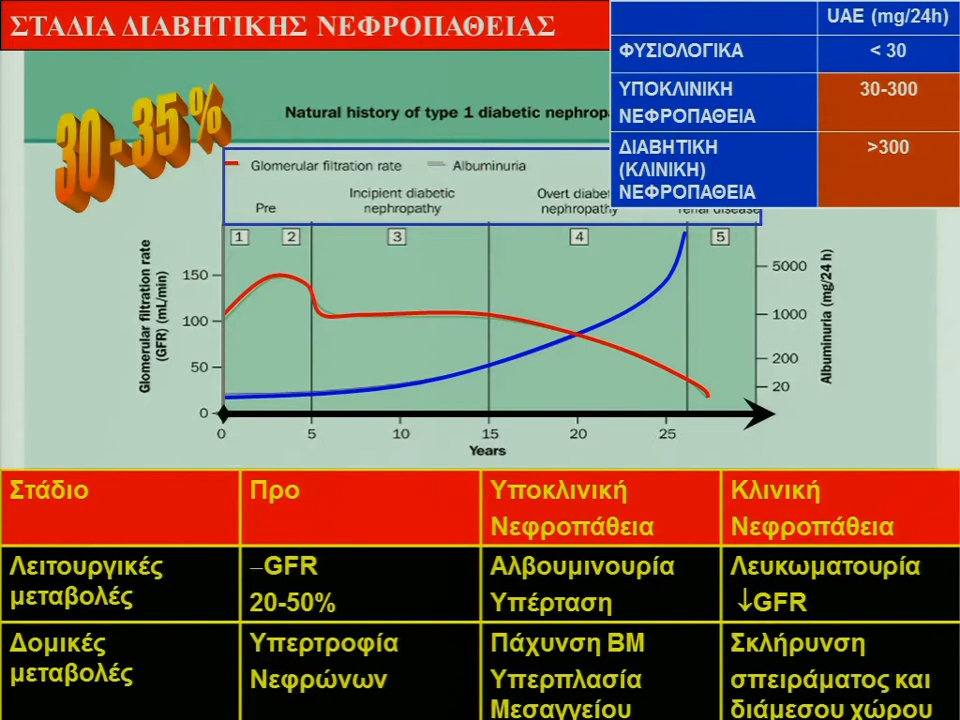 ΣΤΑΔΙΑ ΔΙΑΒΗΤΙΚΗΣ ΝΕΦΡΟΠΑΘΕΙΑΣ
UAE (mg/24h)
ΦΥΣΙΟΛΟΓΙΚΑ < 30
ΥΠΟΚΛΙΝΙΚΗ 30-300
ΝΕΦΡΟΠΑΘΕΙΑ
ΔΙΑΒΗΤΙΚΗ >300
(ΚΛΙΝΙΚΗ)
ΝΕΦΡΟΠΑΘΕΙΑ
30-35%
Natural history of type 1 diabetic nephropa
Glomerular filtration rate Albuminuria
Pre
Incipient diabetic
nephropathy
Overt diabe
nephropathy
renal disease
1 2 3 4 5
Glomerular filtration rate
(GFR) (mL/min)
150
100
50
0
5000
1000
200
20
Albuminuria (mg/24 h)
0 5 10 15 20 25
Years
Στάδιο
Προ
Υποκλινική
Νεφροπάθεια
Κλινική
Νεφροπάθεια
Λειτουργικές
μεταβολές
–GFR
20-50%
Αλβουμινουρία
Υπέρταση
Λευκωματουρία
↓GFR
Δομικές
μεταβολές
Υπερτροφία
Νεφρώνων
Πάχυνση ΒΜ
Υπερπλασία
Μεσαγγείου
Σκλήρυνση
σπειράματος και
διάμεσου χώρου